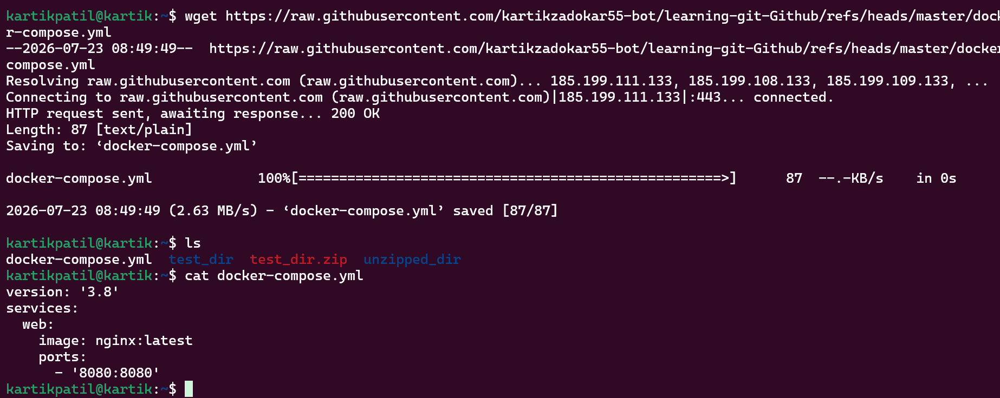 kartikpatil@kartik:~$ wget https://raw.githubusercontent.com/kartikzadokar55-bot/learning-git-Github/refs/heads/master/dock
r-compose.yml
--2026-07-23 08:49:49--  https://raw.githubusercontent.com/kartikzadokar55-bot/learning-git-Github/refs/heads/master/docker
compose.yml
Resolving raw.githubusercontent.com (raw.githubusercontent.com)... 185.199.111.133, 185.199.108.133, 185.199.109.133, ...
Connecting to raw.githubusercontent.com (raw.githubusercontent.com)|185.199.111.133|:443... connected.
HTTP request sent, awaiting response... 200 OK
Length: 87 [text/plain]
Saving to: ‘docker-compose.yml’

docker-compose.yml             100%[====================================================>]      87  --.-KB/s    in 0s

2026-07-23 08:49:49 (2.63 MB/s) - ‘docker-compose.yml’ saved [87/87]

kartikpatil@kartik:~$ ls
docker-compose.yml  test_dir  test_dir.zip  unzipped_dir
kartikpatil@kartik:~$ cat docker-compose.yml
version: '3.8'
services:
  web:
    image: nginx:latest
    ports:
      - '8080:8080'
kartikpatil@kartik:~$